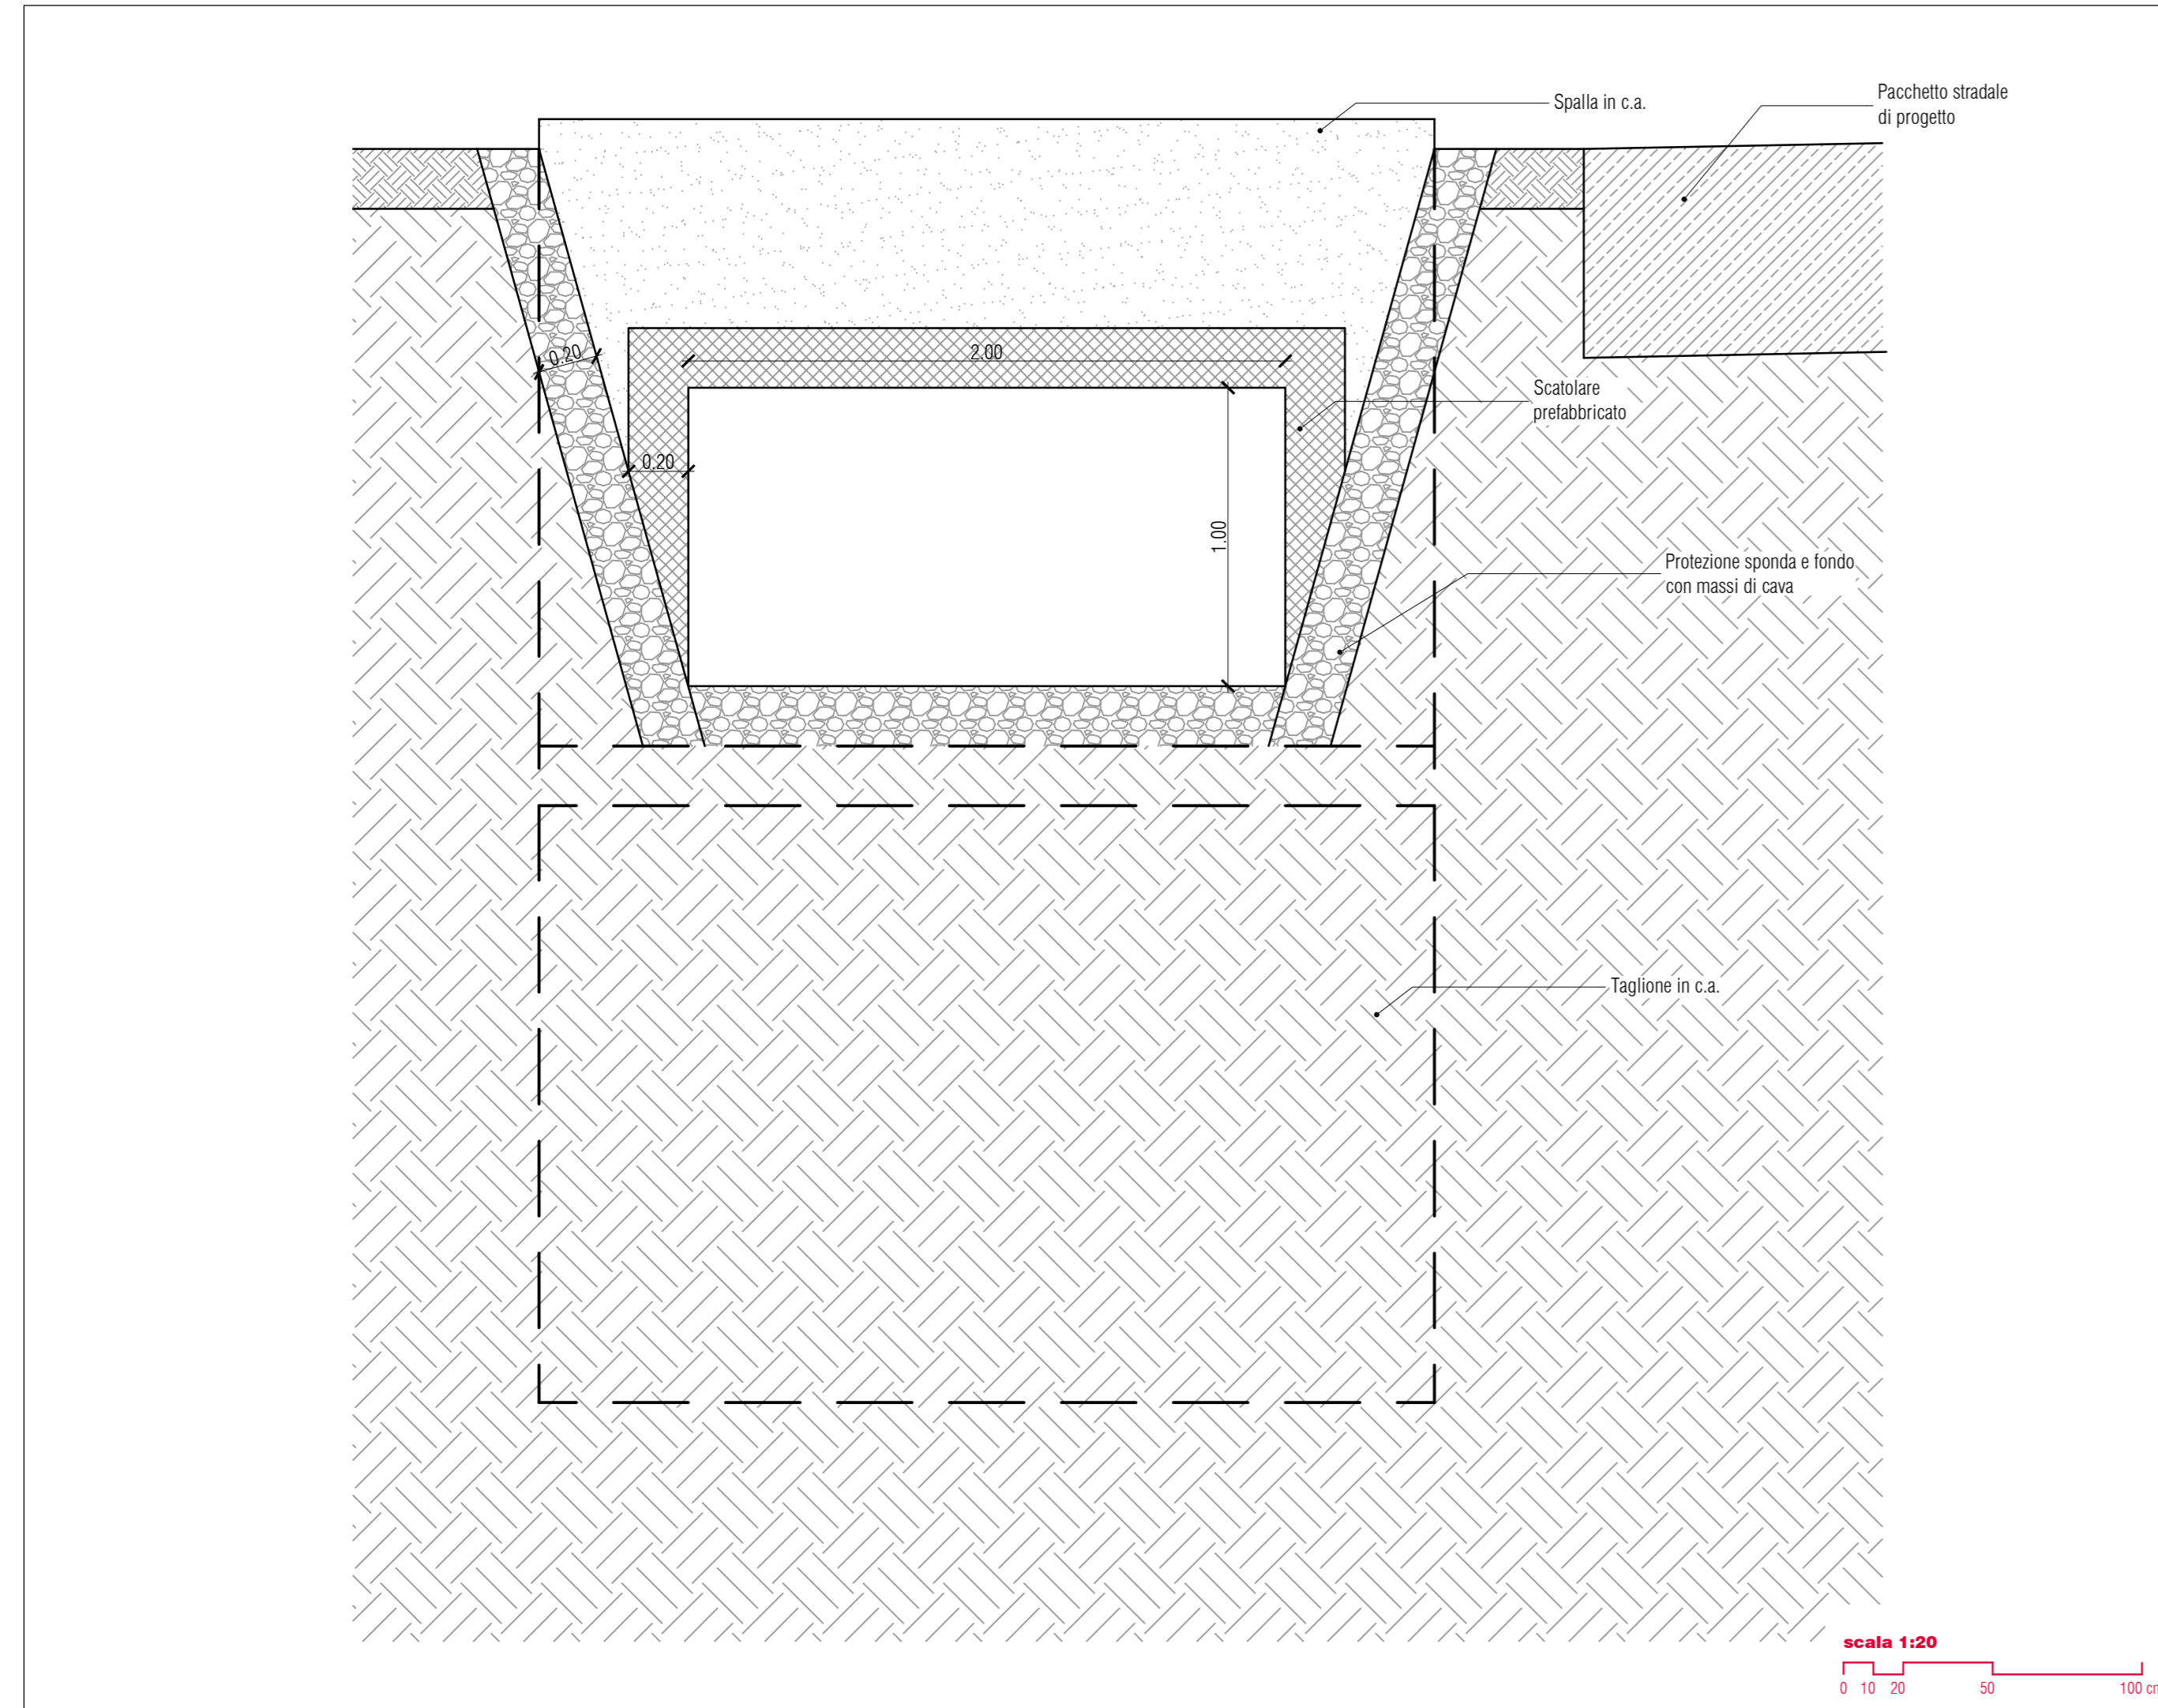 Spalla in c.a.
Pacchetto stradale
di progetto
0.20
2.00
Scatolare
prefabbricato
0.20
1.00
Protezione sponda e fondo
con massi di cava
Taglione in c.a.
scala 1:20
0 10 20 50 100 cm